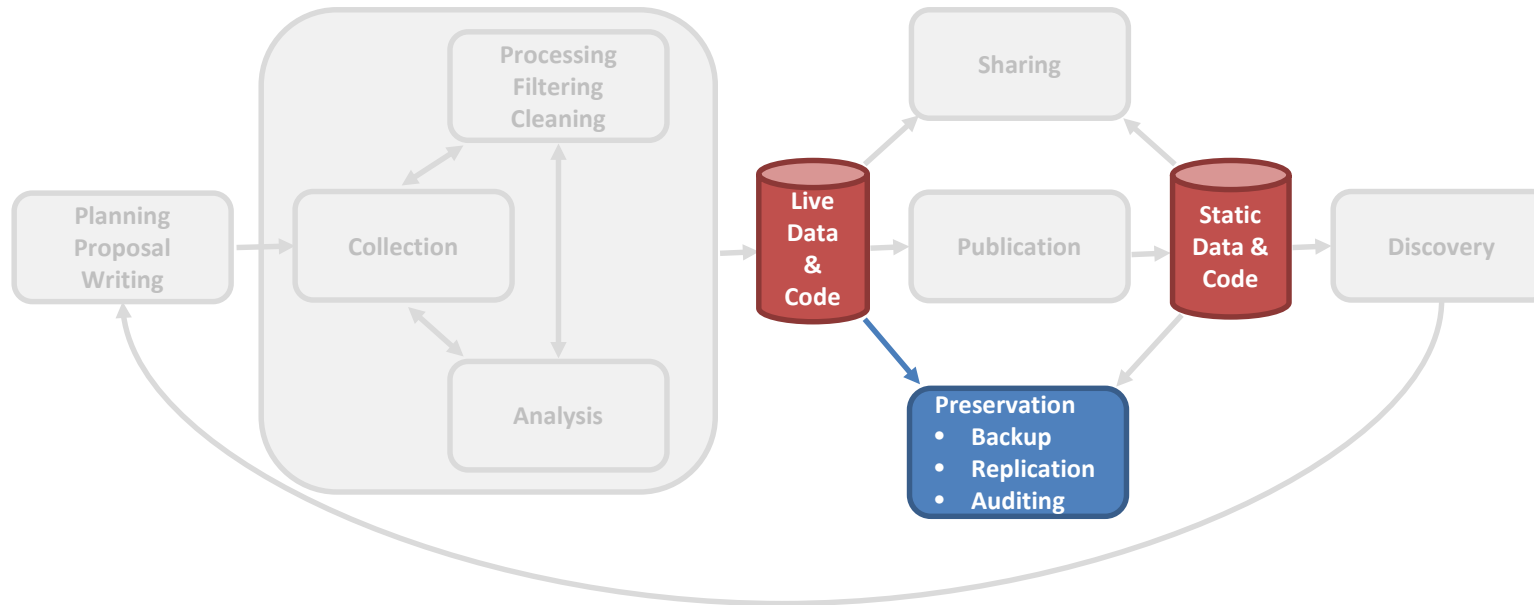 Planning
Proposal
Writing
Processing
Filtering
Cleaning
Collection
Analysis
Live
Data
&
Code
Sharing
Publication
Preservation
• Backup
• Replication
• Auditing
Static
Data &
Code
Discovery